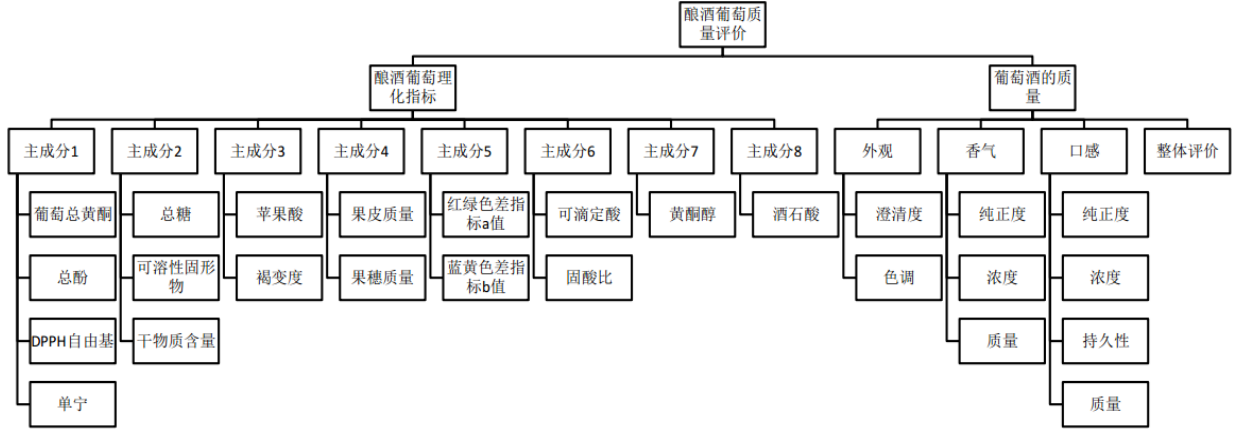 酿酒葡萄质
量评价
酿酒葡萄理
化指标
葡萄酒的质
量
主成分1
主成分2
主成分3
主成分4
主成分5
主成分6
主成分7
主成分8
外观
香气
口感
整体评价
葡萄总黄酮
总糖
苹果酸
果皮质量
红绿色差指
标a值
可滴定酸
黄酮醇
酒石酸
澄清度
纯正度
纯正度
总酚
可溶性固形
物
褐变度
果穗质量
蓝黄色差指
标b值
固酸比
色调
浓度
浓度
DPPH自由基
干物质含量
质量
持久性
单宁
质量